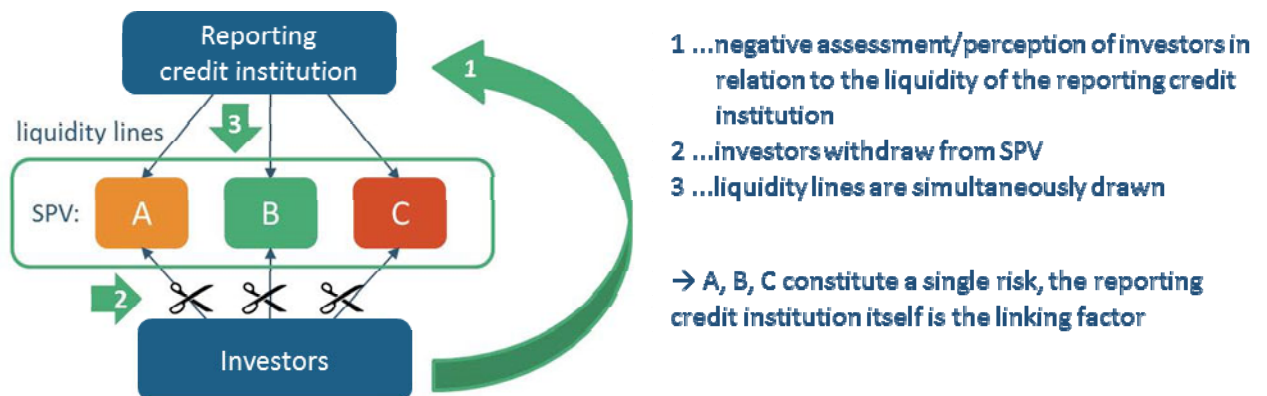 Reporting
credit institution
1
3
liquidity lines
SPV:
A
B
C
2
Investors
1 ...negative assessment/perception of investors in
relation to the liquidity of the reporting credit
institution
2 ...investors withdraw from SPV
3 ...liquidity lines are simultaneously drawn
→ A, B, C constitute a single risk, the reporting
credit institution itself is the linking factor